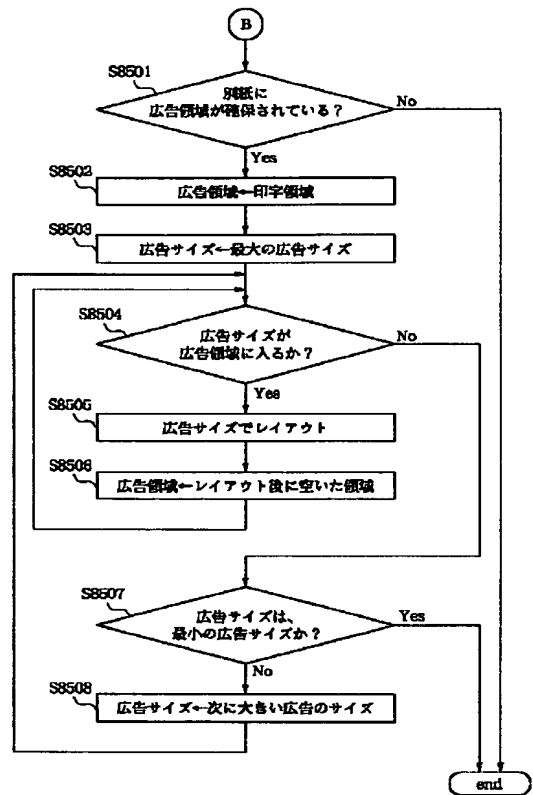 B
S8501
別紙に
広告領域が確保されている？
No
Yes
S8502
広告領域←印字領域
S8503
広告サイズ←最大の広告サイズ
S8504
広告サイズが
広告領域に入るか？
No
Yes
S8505
広告サイズでレイアウト
S8506
広告領域←レイアウト後に空いた領域
S8507
広告サイズは、
最小の広告サイズか？
Yes
No
S8508
広告サイズ←次に大きい広告のサイズ
end